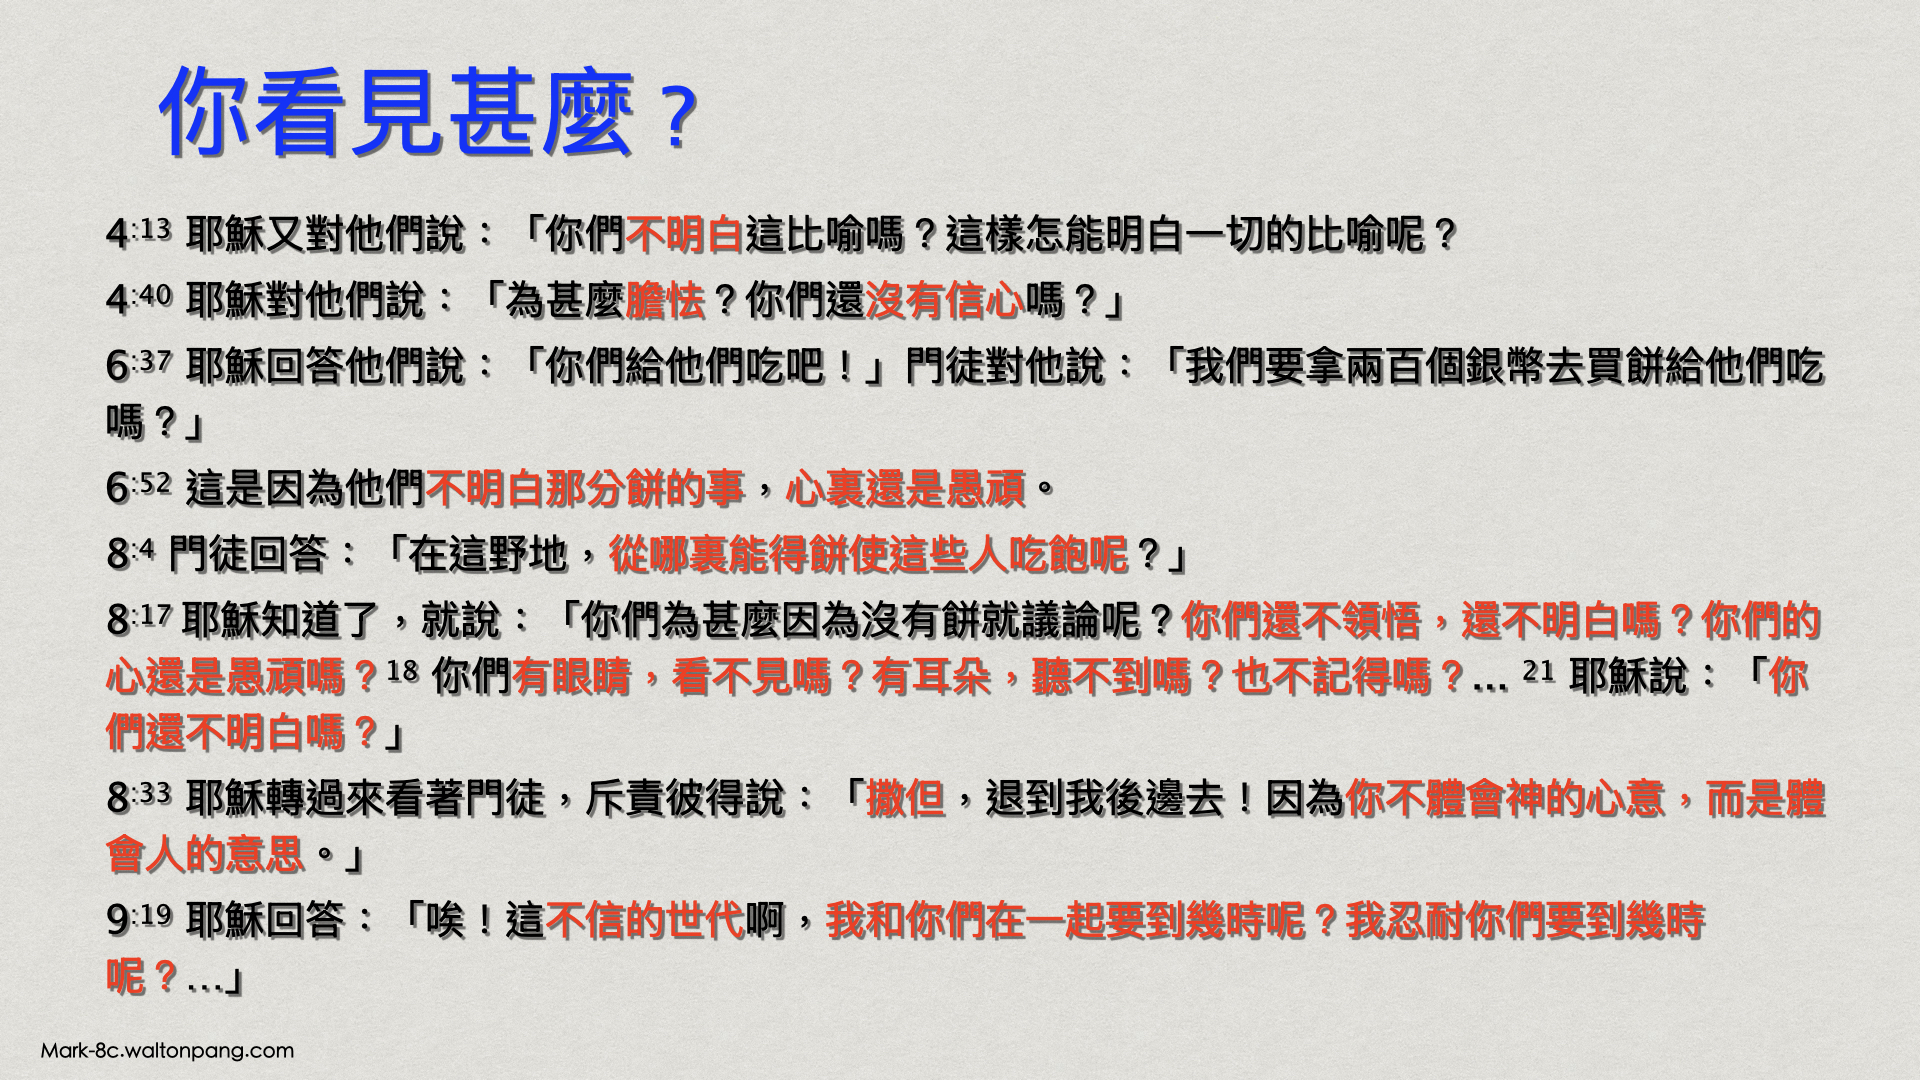 你看見甚麼？
4:13 耶穌又對他們說：「你們不明白這比喻嗎？這樣怎能明白一切的比喻呢？
4:40 耶穌對他們說：「為甚麼膽怯？你們還沒有信心嗎？」
6:37 耶穌回答他們說：「你們給他們吃吧！」門徒對他說：「我們要拿兩百個銀幣去買餅給他們吃
嗎？」
6:52 這是因為他們不明白那分餅的事，心裏還是愚頑。
8:4 門徒回答：「在這野地，從哪裏能得餅使這些人吃飽呢？」
8:17 耶穌知道了，就說：「你們為甚麼因為沒有餅就議論呢？你們還不領悟，還不明白嗎？你們的
心還是愚頑嗎？18 你們有眼睛，看不見嗎？有耳朵，聽不到嗎？也不記得嗎？... 21 耶穌說：「你
們還不明白嗎？」
8:33 耶穌轉過來看著門徒，斥責彼得說：「撒但，退到我後邊去！因為你不體會神的心意，而是體
會人的意思。」
9:19 耶穌回答：「唉！這不信的世代啊，我和你們在一起要到幾時呢？我忍耐你們要到幾時
呢？...」
Mark-8c.waltonpang.com